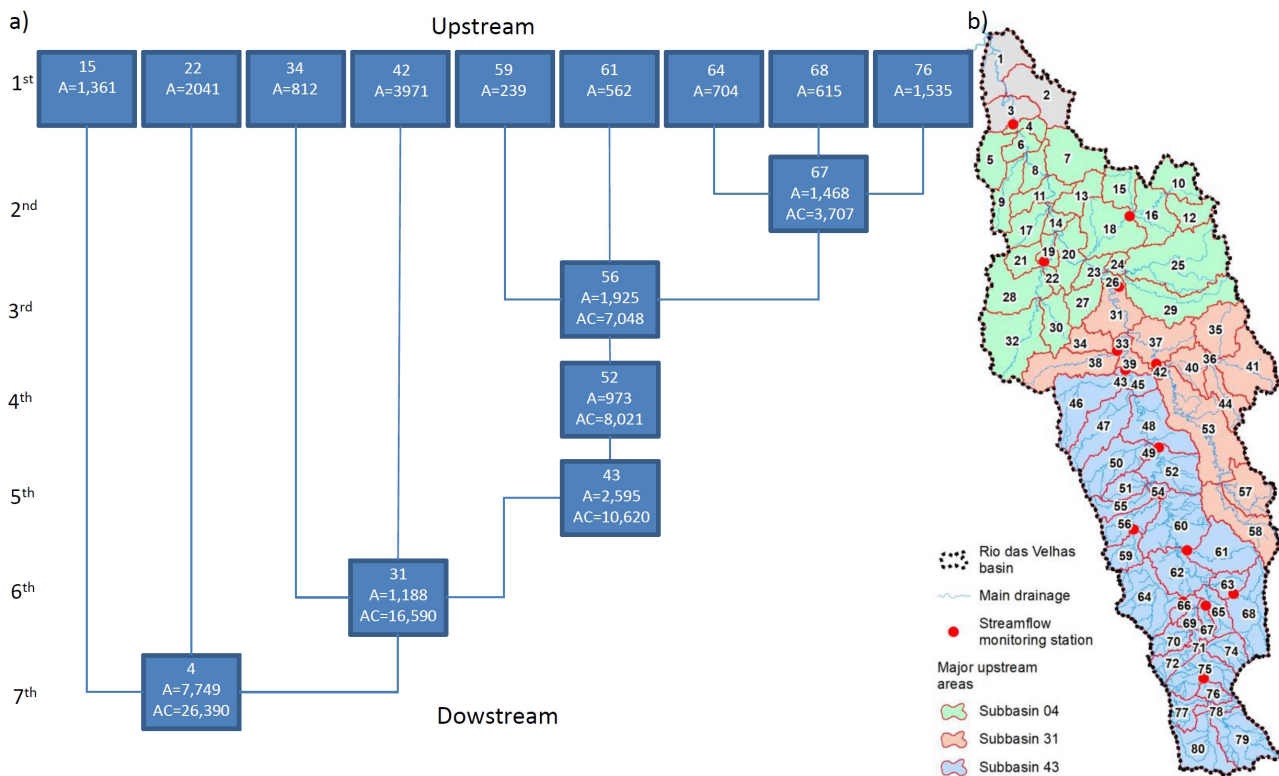 a)
Upstream
1st
15
A=1,361
22
A=2041
34
A=812
42
A=3971
59
A=239
61
A=562
64
A=704
68
A=615
76
A=1,535
2nd
67
A=1,468
AC=3,707
3rd
56
A=1,925
AC=7,048
4th
52
A=973
AC=8,021
5th
43
A=2,595
AC=10,620
6th
31
A=1,188
AC=16,590
7th
4
A=7,749
AC=26,390
Dowstream
b)
1
2
3
4
6
5
7
8
15
10
9
11
13
16
12
14
17
18
19
20
21
22
23
24
25
26
28
27
29
31
30
32
34
33
37
35
38
39
42
40
36
41
43
45
46
44
47
48
53
49
50
52
51
54
57
55
56
60
58
59
61
62
63
64
66
65
68
69
67
70
71
74
72
75
76
77
78
79
80
Rio das Velhas
basin
Main drainage
Streamflow
monitoring station
Major upstream
areas
Subbasin 04
Subbasin 31
Subbasin 43